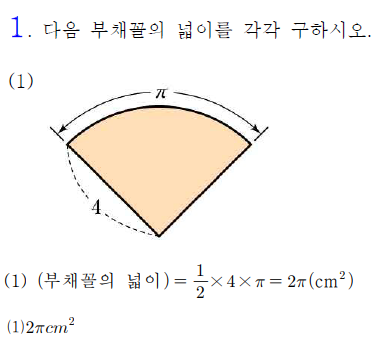 1. 다음 부채꼴의 넓이를 각각 구하시오.
(1)
π
4
(1) (부채꼴의 넓이) = 1/2 × 4 × π = 2π(cm²)
(1)2πcm²